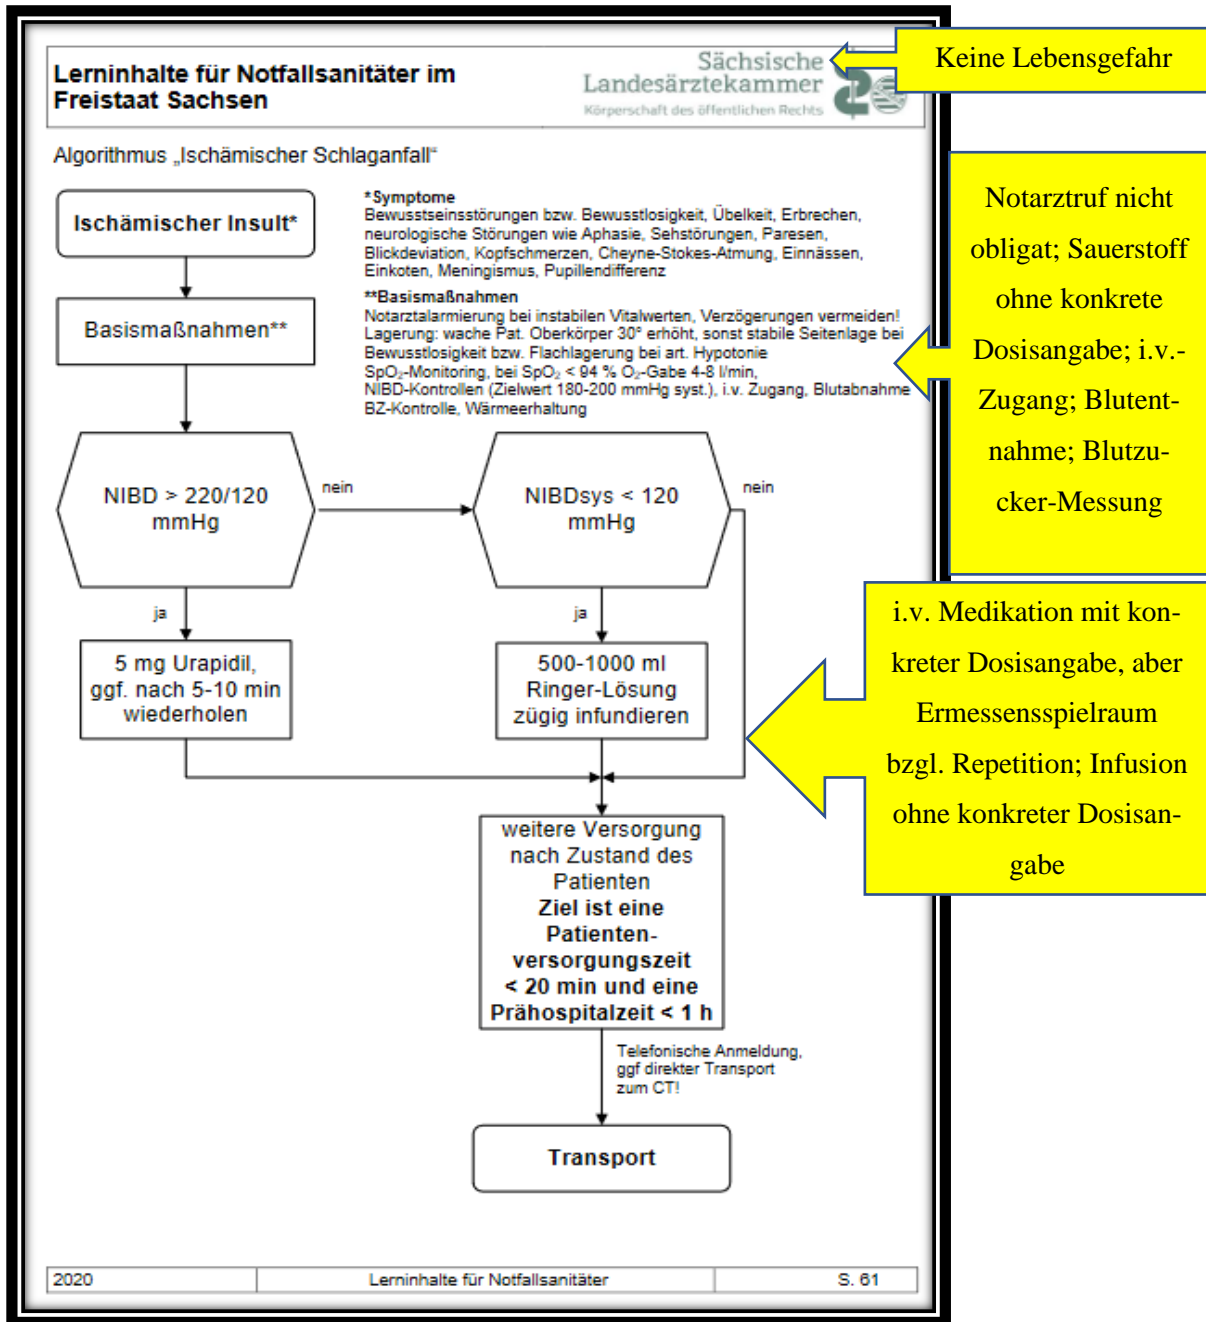 Lerninhalte für Notfallsanitäter im
Freistaat Sachsen
Sächsische
Landesärztekammer
Körperschaft des öffentlichen Rechts
Keine Lebensgefahr
Algorithmus „Ischämischer Schlaganfall“
Ischämischer Insult*
*Symptome
Bewusstseinsstörungen bzw. Bewusstlosigkeit, Übelkeit, Erbrechen,
neurologische Störungen wie Aphasie, Sehstörungen, Paresen,
Blickdeviation, Kopfschmerzen, Cheyne-Stokes-Atmung, Einnässen,
Einkoten, Meningismus, Pupillendifferenz
Basismaßnahmen**
**Basismaßnahmen
Notarztalarmierung bei instabilen Vitalwerten, Verzögerungen vermeiden!
Lagerung: wache Pat. Oberkörper 30° erhöht, sonst stabile Seitenlage bei
Bewusstlosigkeit bzw. Flachlagerung bei art. Hypotonie
SpO₂-Monitoring, bei SpO₂ < 94 % O₂-Gabe 4-8 l/min,
NIBD-Kontrollen (Zielwert 180-200 mmHg syst.), i.v. Zugang, Blutabnahme
BZ-Kontrolle, Wärmeerhaltung
Notarztruf nicht
obligat; Sauerstoff
ohne konkrete
Dosisangabe; i.v.-
Zugang; Blutent-
nahme; Blutzu-
cker-Messung
NIBD > 220/120
mmHg
nein
NIBDsys < 120
mmHg
nein
ja
ja
5 mg Urapidil,
ggf. nach 5-10 min
wiederholen
500-1000 ml
Ringer-Lösung
zügig infundieren
i.v. Medikation mit kon-
kreter Dosisangabe, aber
Ermessensspielraum
bzgl. Repetition; Infusion
ohne konkreter Dosisan-
gabe
weitere Versorgung
nach Zustand des
Patienten
Ziel ist eine
Patienten-
versorgungszeit
< 20 min und eine
Prähospitalzeit < 1 h
Telefonische Anmeldung,
ggf direkter Transport
zum CT!
Transport
2020
Lerninhalte für Notfallsanitäter
S. 61